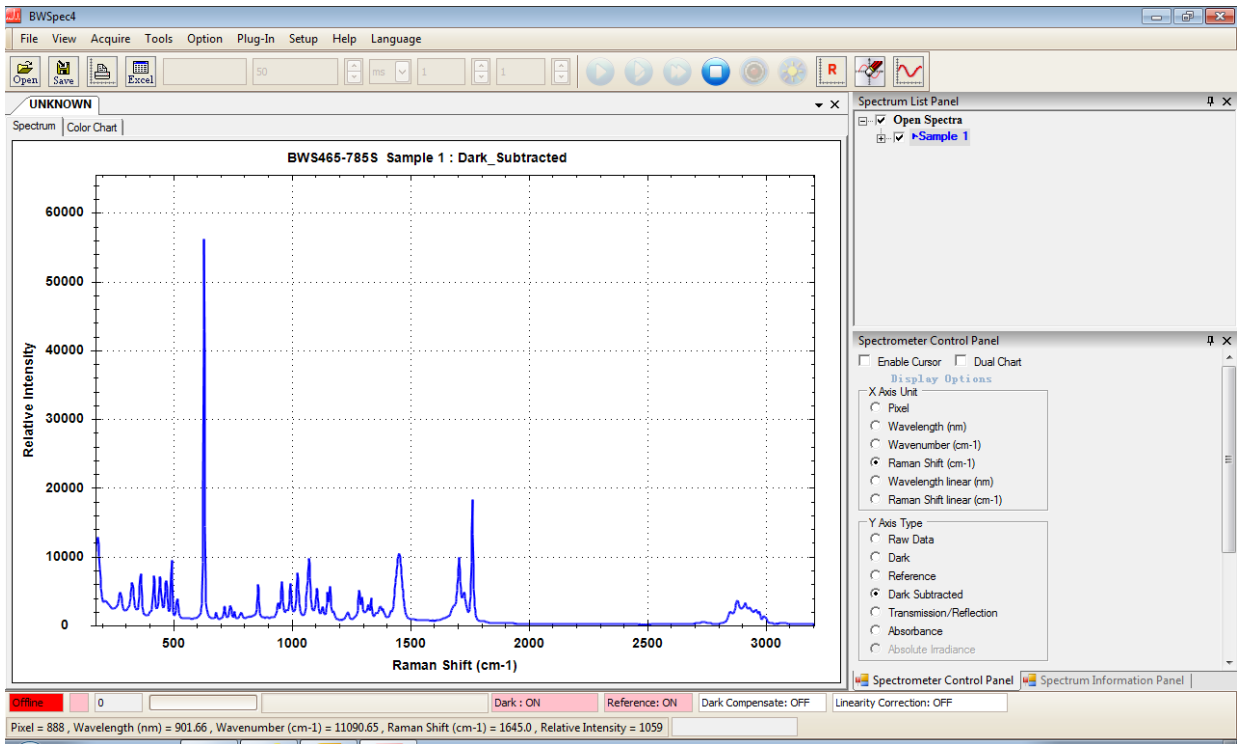 BWSpec4
File View Acquire Tools Option Plug-In Setup Help Language
Open Save Excel 50 ms 1 1 R
UNKNOWN
Spectrum Color Chart
BWS465-785S Sample 1 : Dark_Subtracted
Relative Intensity
60000
50000
40000
30000
20000
10000
0
500 1000 1500 2000 2500 3000
Raman Shift (cm-1)
Spectrum List Panel
Open Spectra
Sample 1
Spectrometer Control Panel
Enable Cursor Dual Chart
Display Options
X Axis Unit
Pixel
Wavelength (nm)
Wavenumber (cm-1)
Raman Shift (cm-1)
Wavelength linear (nm)
Raman Shift linear (cm-1)
Y Axis Type
Raw Data
Dark
Reference
Dark Subtracted
Transmission/Reflection
Absorbance
Absolute Irradiance
Spectrometer Control Panel Spectrum Information Panel
Offline 0 Dark : ON Reference: ON Dark Compensate: OFF Linearity Correction: OFF
Pixel = 888 , Wavelength (nm) = 901.66 , Wavenumber (cm-1) = 11090.65 , Raman Shift (cm-1) = 1645.0 , Relative Intensity = 1059